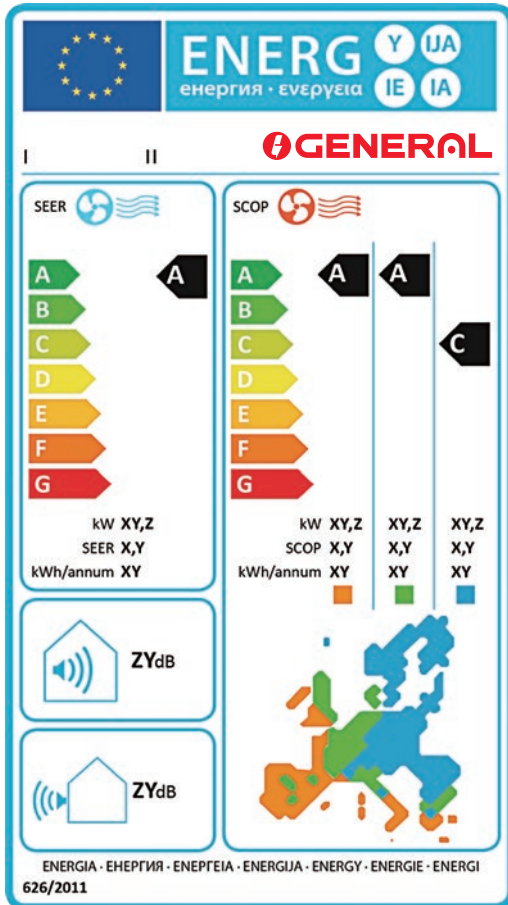 ENERG Y IJA
енергия · ενεργεια IE IA
I II GENERAL
SEER
A A
B
C
D
E
F
G
kW XY,Z
SEER X,Y
kWh/annum XY
SCOP
A A A
B
C C
D
E
F
G
kW XY,Z XY,Z XY,Z
SCOP X,Y X,Y X,Y
kWh/annum XY XY XY
ZYdB
ZYdB
ENERGIA · ЕНЕРГИЯ · ΕΝΕΡΓΕΙΑ · ENERGIJA · ENERGY · ENERGIE · ENERGI
626/2011